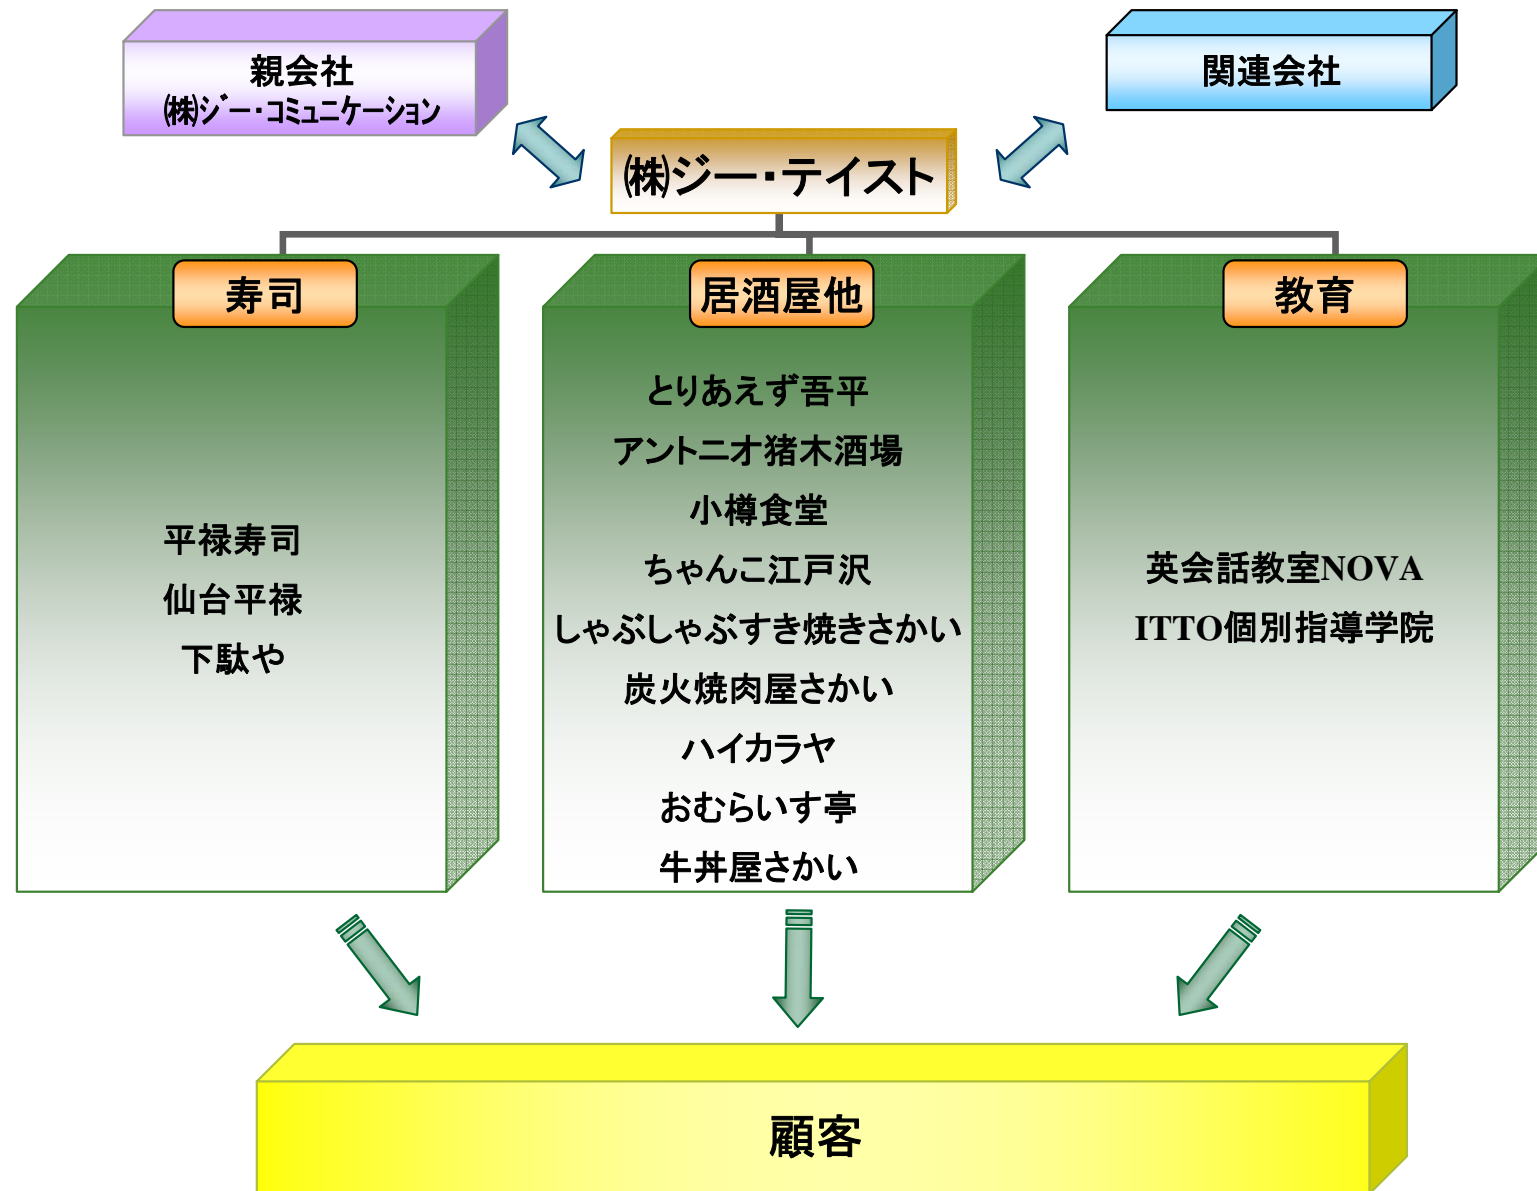 親会社
㈱ジー・コミュニケーション
関連会社
㈱ジー・テイスト
寿司
平禄寿司
仙台平禄
下駄や
居酒屋他
とりあえず吾平
アントニオ猪木酒場
小樽食堂
ちゃんこ江戸沢
しゃぶしゃぶすき焼きさかい
炭火焼肉屋さかい
ハイカラヤ
おむらいす亭
牛丼屋さかい
教育
英会話教室NOVA
ITTO個別指導学院
顧客